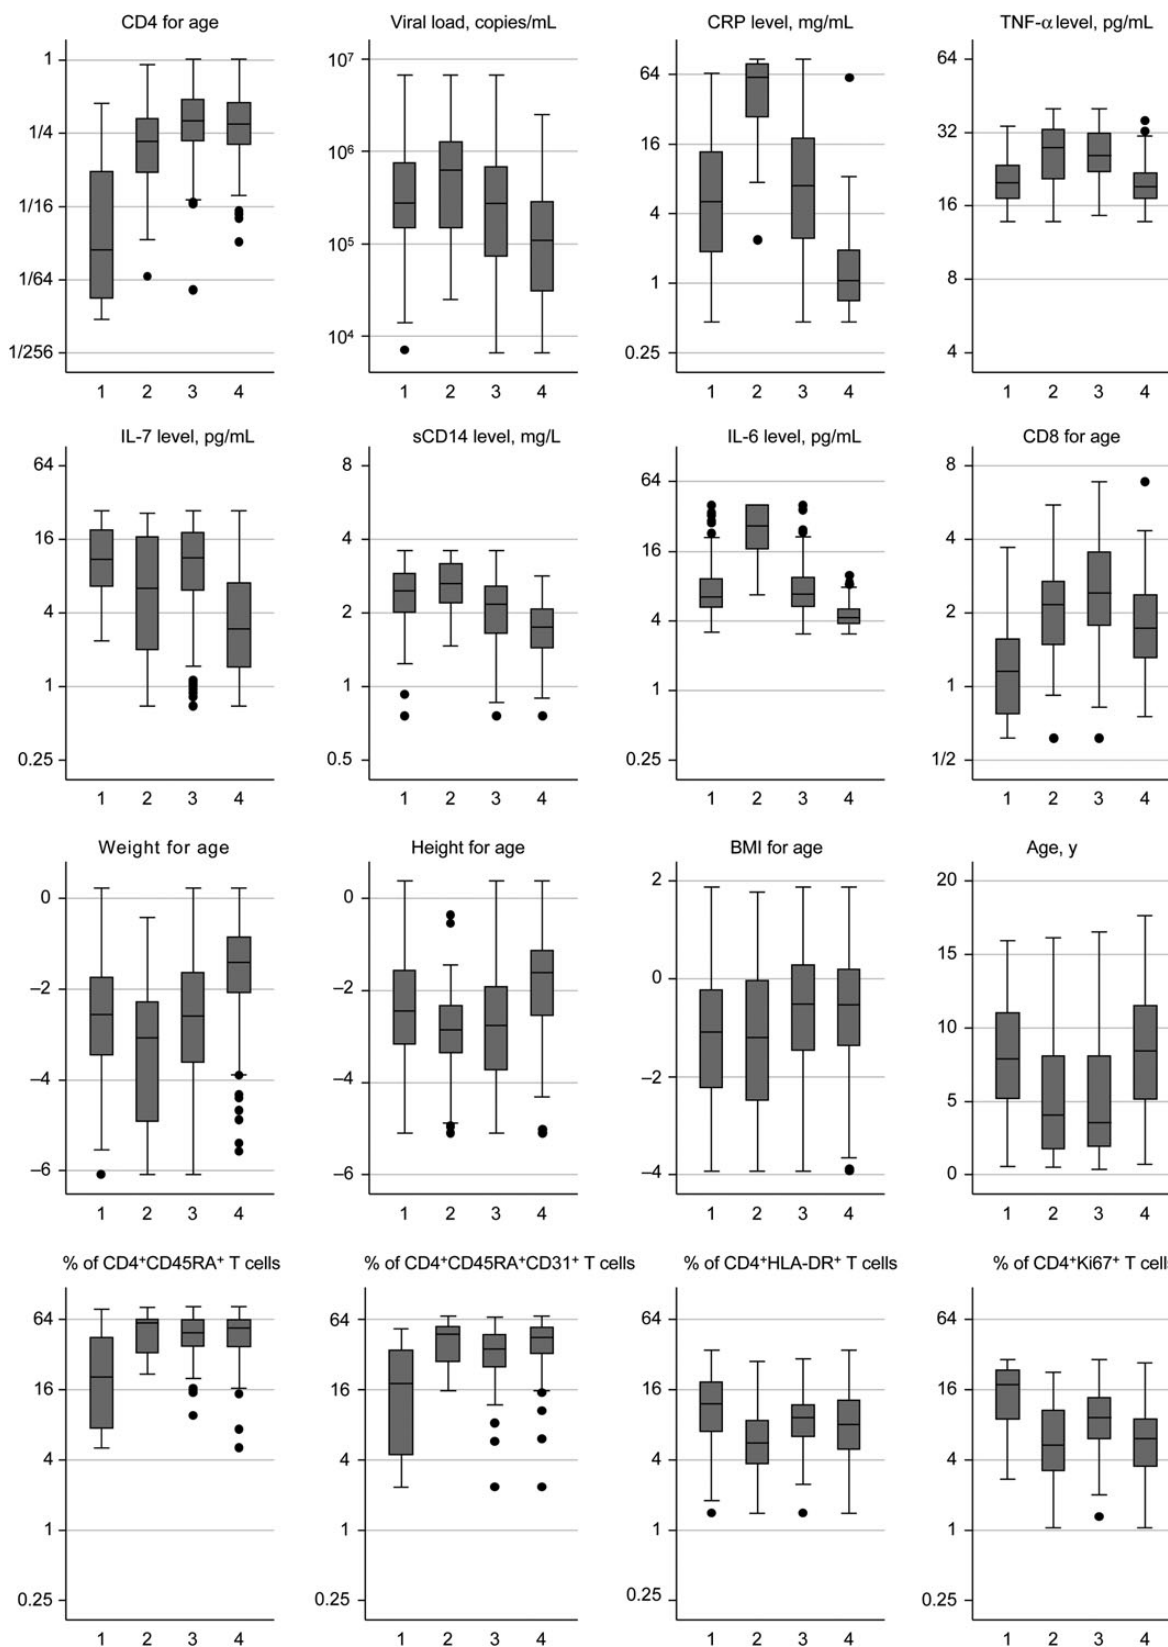 CD4 for age
1
1/4
1/16
1/64
1/256
1 2 3 4
Viral load, copies/mL
10⁷
10⁶
10⁵
10⁴
1 2 3 4
CRP level, mg/mL
64
16
4
1
0.25
1 2 3 4
TNF-α level, pg/mL
64
32
16
8
4
1 2 3 4
IL-7 level, pg/mL
64
16
4
1
0.25
1 2 3 4
sCD14 level, mg/L
8
4
2
1
0.5
1 2 3 4
IL-6 level, pg/mL
64
16
4
1
0.25
1 2 3 4
CD8 for age
8
4
2
1
1/2
1 2 3 4
Weight for age
0
–2
–4
–6
1 2 3 4
Height for age
0
–2
–4
–6
1 2 3 4
BMI for age
2
0
–2
–4
1 2 3 4
Age, y
20
15
10
5
0
1 2 3 4
% of CD4⁺CD45RA⁺ T cells
64
16
4
1
0.25
1 2 3 4
% of CD4⁺CD45RA⁺CD31⁺ T cells
64
16
4
1
0.25
1 2 3 4
% of CD4⁺HLA-DR⁺ T cells
64
16
4
1
0.25
1 2 3 4
% of CD4⁺Ki67⁺ T cells
64
16
4
1
0.25
1 2 3 4